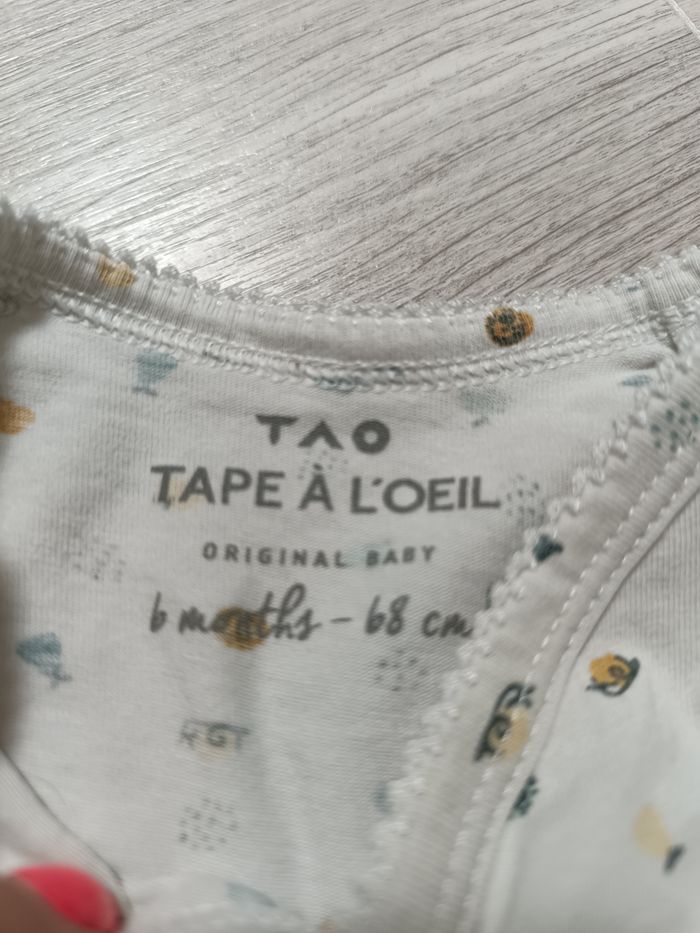 TAO
TAPE À L'OEIL
ORIGINAL BABY
6 months - 68 cm